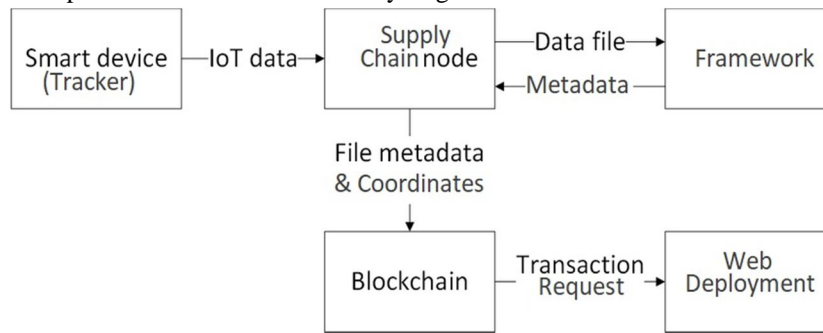 Smart device
(Tracker)
IoT data
Supply
Chain node
Data file
Metadata
Framework
File metadata
& Coordinates
Blockchain
Transaction
Request
Web
Deployment